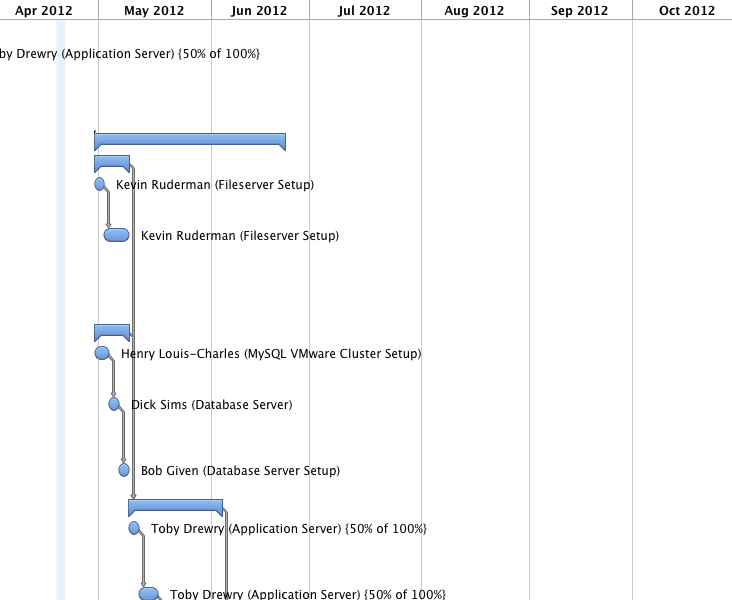 Apr 2012 May 2012 Jun 2012 Jul 2012 Aug 2012 Sep 2012 Oct 2012
by Drewry (Application Server) {50% of 100%}
Kevin Ruderman (Fileserver Setup)
Kevin Ruderman (Fileserver Setup)
Henry Louis-Charles (MySQL VMware Cluster Setup)
Dick Sims (Database Server)
Bob Given (Database Server Setup)
Toby Drewry (Application Server) {50% of 100%}
Toby Drewry (Application Server) {50% of 100%}